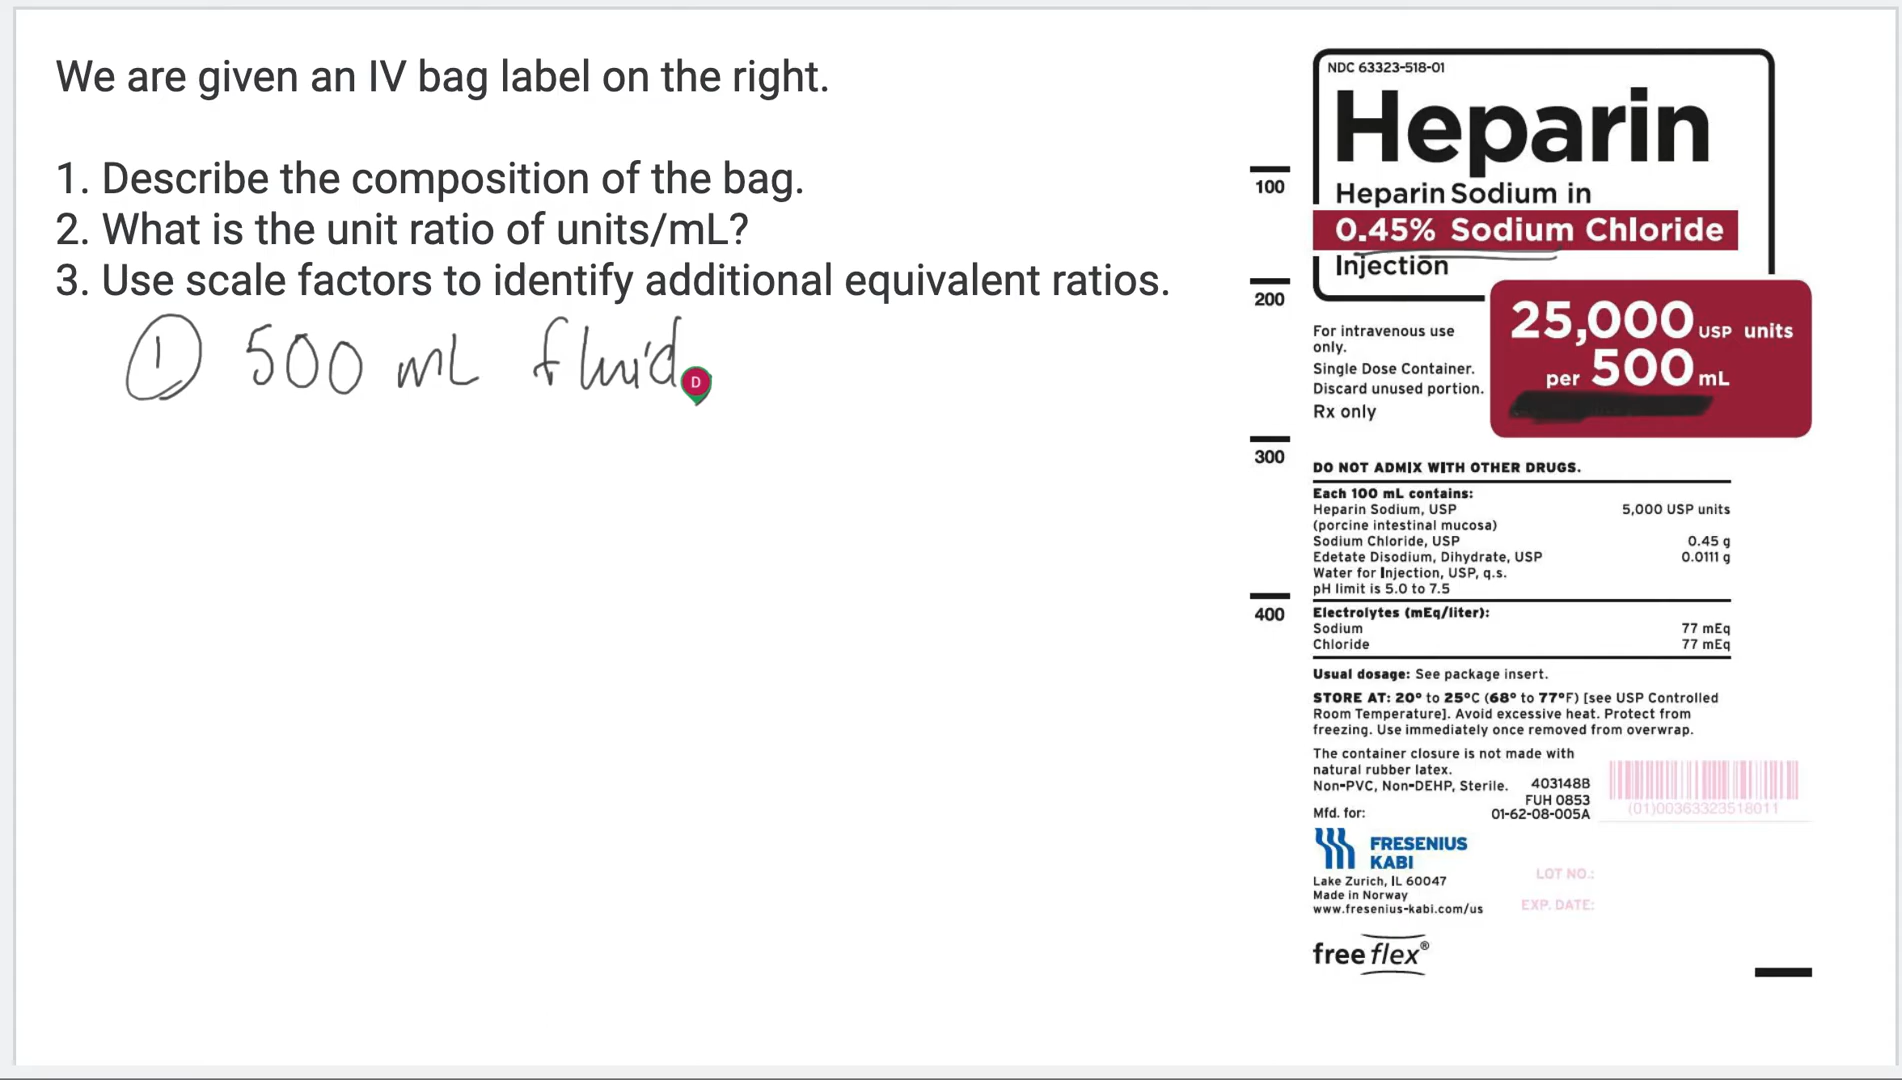 We are given an IV bag label on the right.
1. Describe the composition of the bag.
2. What is the unit ratio of units/mL?
3. Use scale factors to identify additional equivalent ratios.
① 500 mL fluid
D
NDC 63323-518-01
Heparin
Heparin Sodium in
0.45% Sodium Chloride
Injection
25,000 USP units
per 500 mL
For intravenous use
only.
Single Dose Container.
Discard unused portion.
Rx only
100
200
300
400
DO NOT ADMIX WITH OTHER DRUGS.
Each 100 mL contains:
Heparin Sodium, USP 5,000 USP units
(porcine intestinal mucosa)
Sodium Chloride, USP 0.45 g
Edetate Disodium, Dihydrate, USP 0.0111 g
Water for Injection, USP, q.s.
pH limit is 5.0 to 7.5
Electrolytes (mEq/liter):
Sodium 77 mEq
Chloride 77 mEq
Usual dosage: See package insert.
STORE AT: 20° to 25°C (68° to 77°F) [see USP Controlled
Room Temperature]. Avoid excessive heat. Protect from
freezing. Use immediately once removed from overwrap.
The container closure is not made with
natural rubber latex.
Non-PVC, Non-DEHP, Sterile.
403148B
FUH 0853
01-62-08-005A
(01)00363323518011
Mfd. for:
FRESENIUS
KABI
Lake Zurich, IL 60047
Made in Norway
www.fresenius-kabi.com/us
LOT NO.:
EXP. DATE:
freeflex®